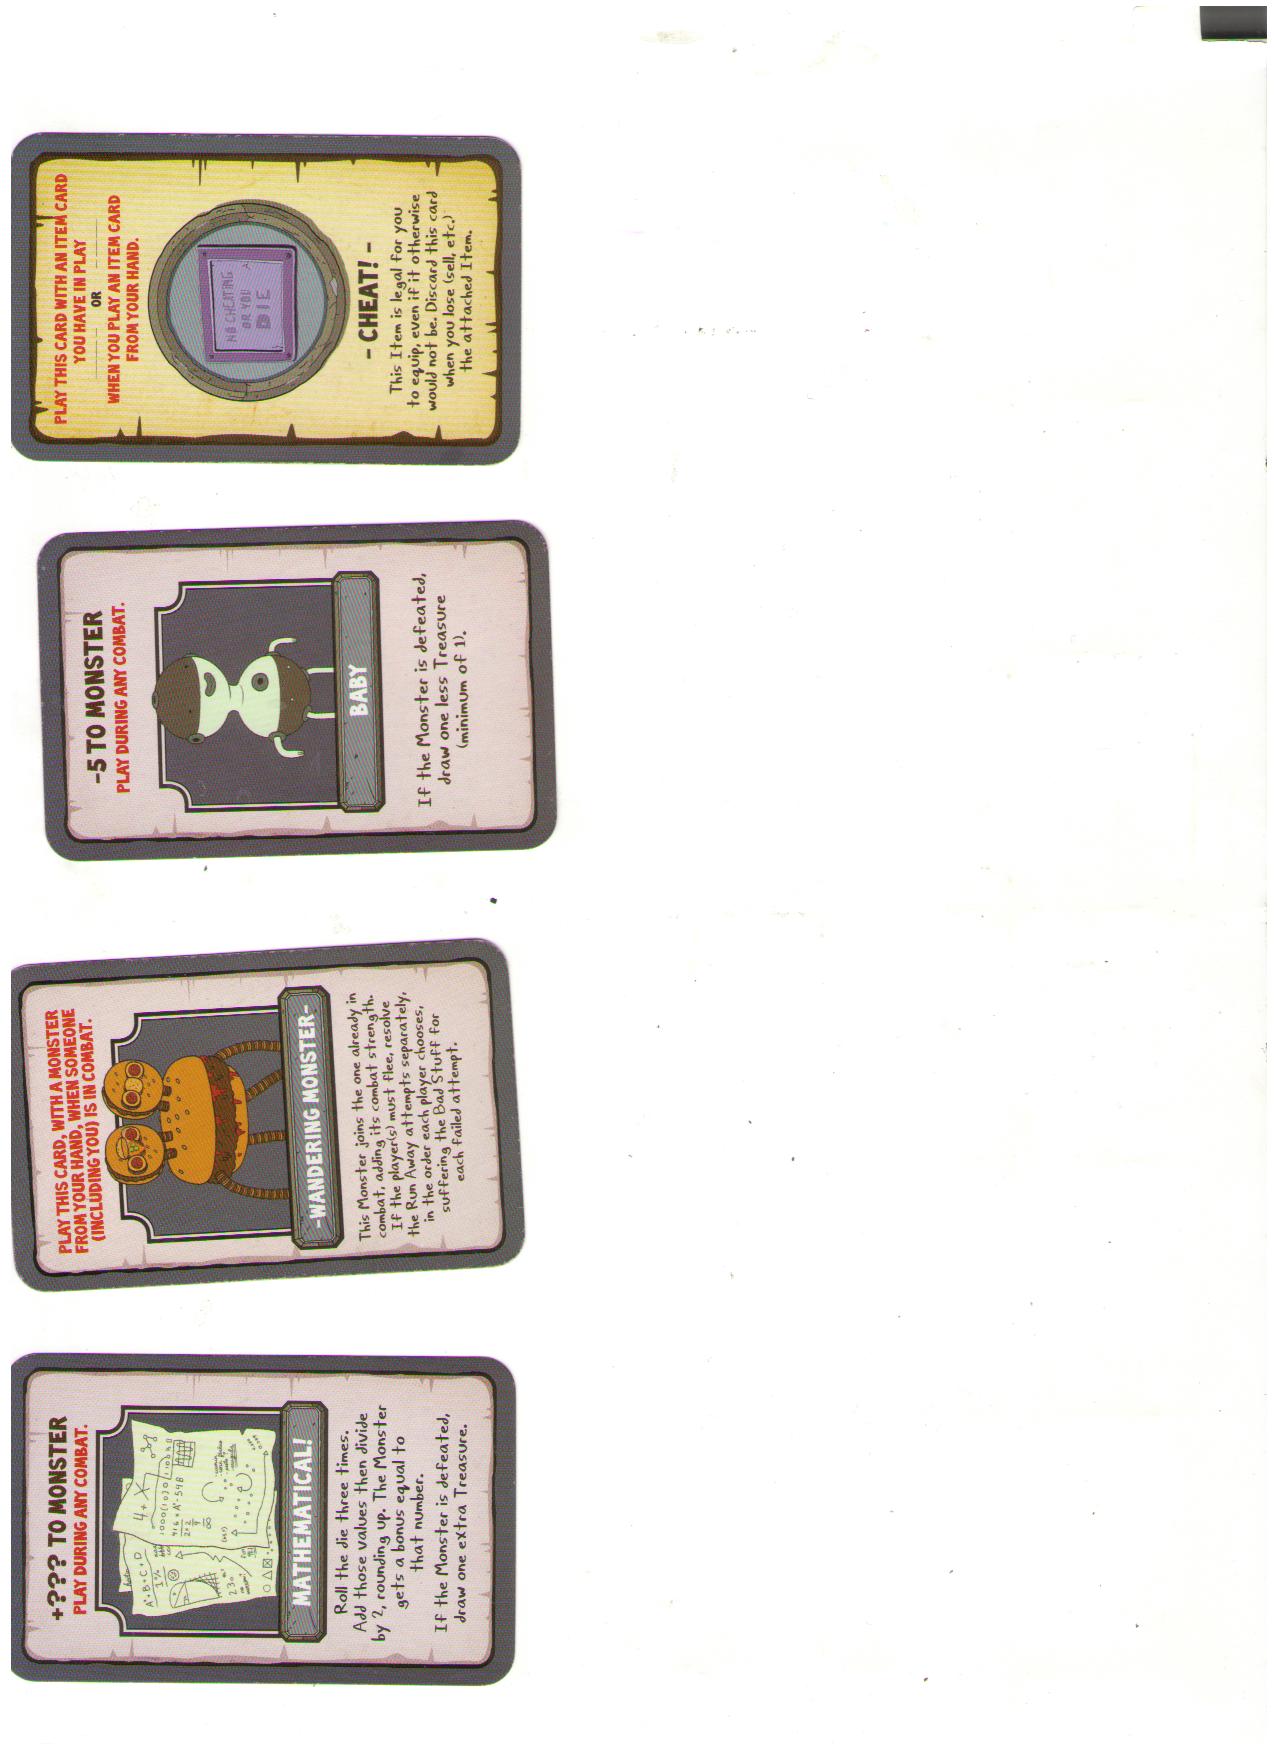 PLAY THIS CARD WITH AN ITEM CARD
YOU HAVE IN PLAY
OR
WHEN YOU PLAY AN ITEM CARD
FROM YOUR HAND.
NO CHEATING
OR YOU
DIE
- CHEAT! -
This Item is legal for you
to equip, even if it otherwise
would not be. Discard this card
when you lose (sell, etc.)
the attached Item.
-5 TO MONSTER
PLAY DURING ANY COMBAT.
BABY
If the Monster is defeated,
draw one less Treasure
(minimum of 1).
PLAY THIS CARD, WITH A MONSTER
FROM YOUR HAND, WHEN SOMEONE
(INCLUDING YOU) IS IN COMBAT.
-WANDERING MONSTER-
This Monster joins the one already in
combat, adding its combat strength.
If the player(s) must flee, resolve
the Run Away attempts separately,
in the order each player chooses,
suffering the Bad Stuff for
each failed attempt.
+??? TO MONSTER
PLAY DURING ANY COMBAT.
4+X
A+B+C+D
MATHEMATICAL!
Roll the die three times.
Add those values then divide
by 2, rounding up. The Monster
gets a bonus equal to
that number.
If the Monster is defeated,
draw one extra Treasure.